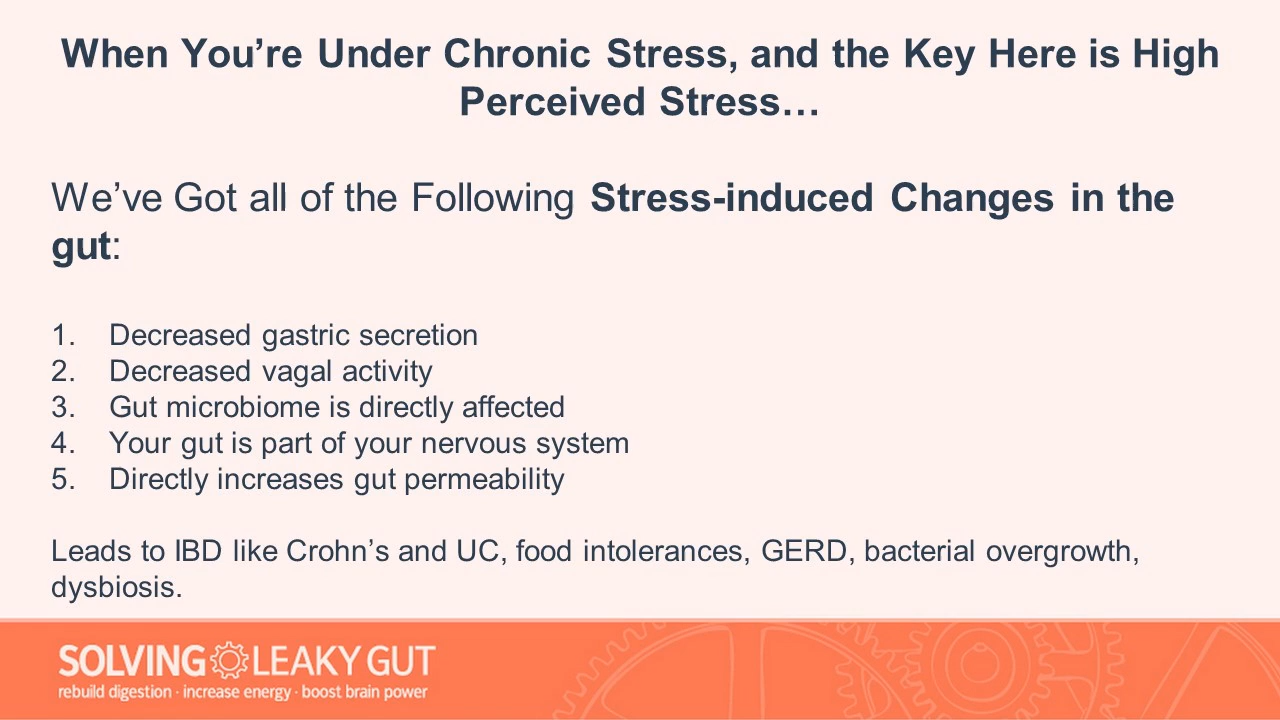 When You’re Under Chronic Stress, and the Key Here is High
Perceived Stress…
We’ve Got all of the Following Stress-induced Changes in the
gut:
1. Decreased gastric secretion
2. Decreased vagal activity
3. Gut microbiome is directly affected
4. Your gut is part of your nervous system
5. Directly increases gut permeability
Leads to IBD like Crohn’s and UC, food intolerances, GERD, bacterial overgrowth,
dysbiosis.
SOLVING LEAKY GUT
rebuild digestion · increase energy · boost brain power